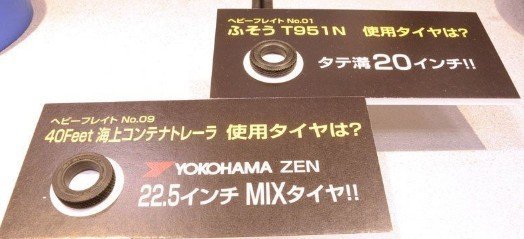 ヘビーフレイト No.01
ふそう T951N 使用タイヤは?
タテ溝20インチ!!
ヘビーフレイト No.09
40Feet 海上コンテナトレーラ 使用タイヤは?
YOKOHAMA ZEN
22.5インチ MIXタイヤ!!